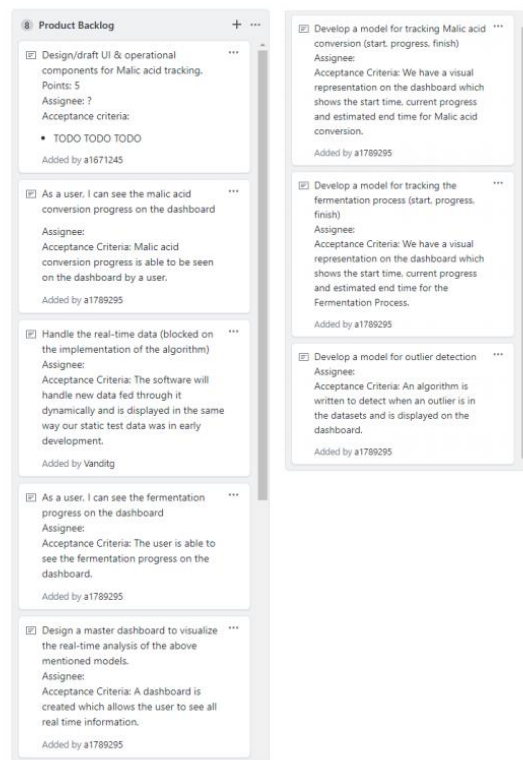 8 Product Backlog
Design/draft UI & operational
components for Malic acid tracking.
Points: 5
Assignee: ?
Acceptance criteria:
• TODO TODO TODO
Added by a1671245
As a user. I can see the malic acid
conversion progress on the dashboard
Assignee:
Acceptance Criteria: Malic acid
conversion progress is able to be seen
on the dashboard by a user.
Added by a1789295
Handle the real-time data (blocked on
the implementation of the algorithm)
Assignee:
Acceptance Criteria: The software will
handle new data fed through it
dynamically and is displayed in the same
way our static test data was in early
development.
Added by Vanditg
As a user. I can see the fermentation
progress on the dashboard
Assignee:
Acceptance Criteria: The user is able to
see the fermentation progress on the
dashboard.
Added by a1789295
Design a master dashboard to visualize
the real-time analysis of the above
mentioned models.
Assignee:
Acceptance Criteria: A dashboard is
created which allows the user to see all
real time information.
Added by a1789295
Develop a model for tracking Malic acid
conversion (start, progress, finish)
Assignee:
Acceptance Criteria: We have a visual
representation on the dashboard which
shows the start time, current progress
and estimated end time for Malic acid
conversion.
Added by a1789295
Develop a model for tracking the
fermentation process (start, progress,
finish)
Assignee:
Acceptance Criteria: We have a visual
representation on the dashboard which
shows the start time, current progress
and estimated end time for the
Fermentation Process.
Added by a1789295
Develop a model for outlier detection
Assignee:
Acceptance Criteria: An algorithm is
written to detect when an outlier is in
the datasets and is displayed on the
dashboard.
Added by a1789295